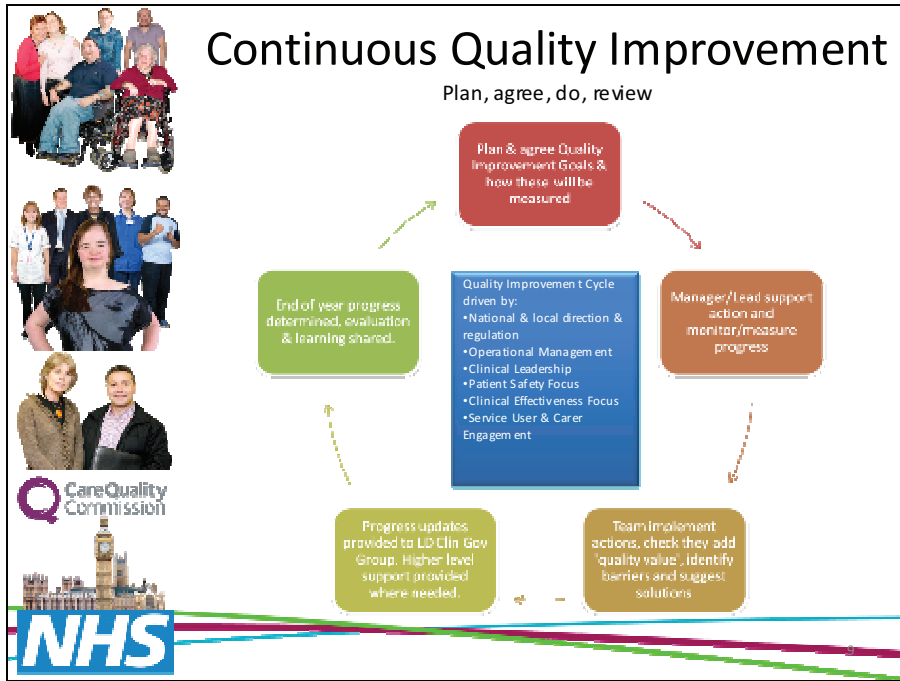 Continuous Quality Improvement
Plan, agree, do, review
Plan & agree Quality
Improvement Goals &
how these will be
measured
Manager/Lead support
action and
monitor/measure
progress
Team implement
actions, check they add
'quality value', identify
barriers and suggest
solutions
Progress updates
provided to LD Clin Gov
Group. Higher level
support provided
where needed.
End of year progress
determined, evaluation
& learning shared.
Quality Improvement Cycle
driven by:
•National & local direction &
regulation
•Operational Management
•Clinical Leadership
•Patient Safety Focus
•Clinical Effectiveness Focus
•Service User & Carer
Engagement
CareQuality
Commission
NHS
9